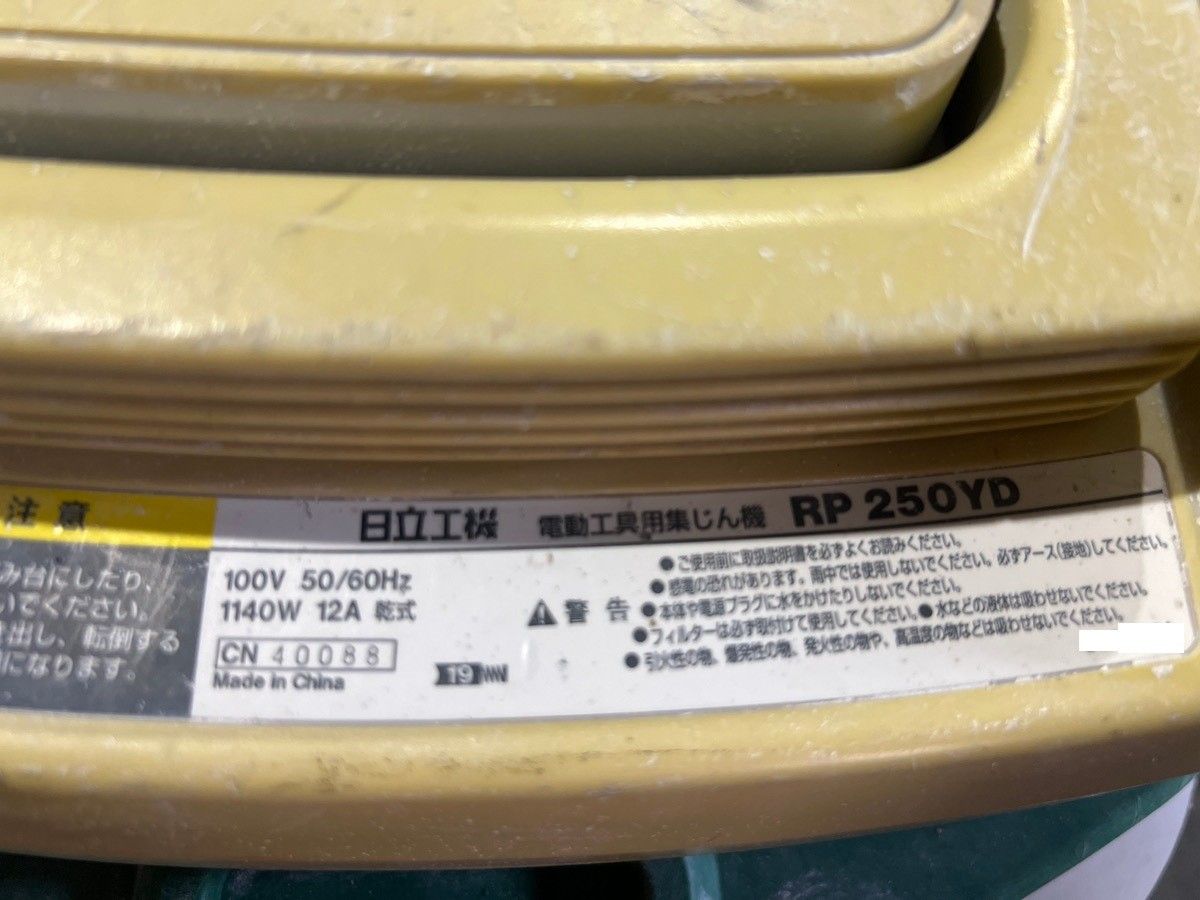 注意
み台にしたり、
いてください。
出し、転倒する
になります。
日立工機 電動工具用集じん機 RP 250YD
100V 50/60Hz
1140W 12A 乾式
CN 40088
Made in China
19
警告
●ご使用前に取扱説明書を必ずよくお読みください。
●感電の恐れがあります。雨中では使用しないでください。必ずアース(接地)してください。
●本体や電源プラグに水をかけたりしないでください。
●フィルターは必ず取付けて使用してください。●水などの液体は吸わせないでください。
●引火性の物、爆発性の物、発火性の物や、高温度の物などは吸わせないでください。